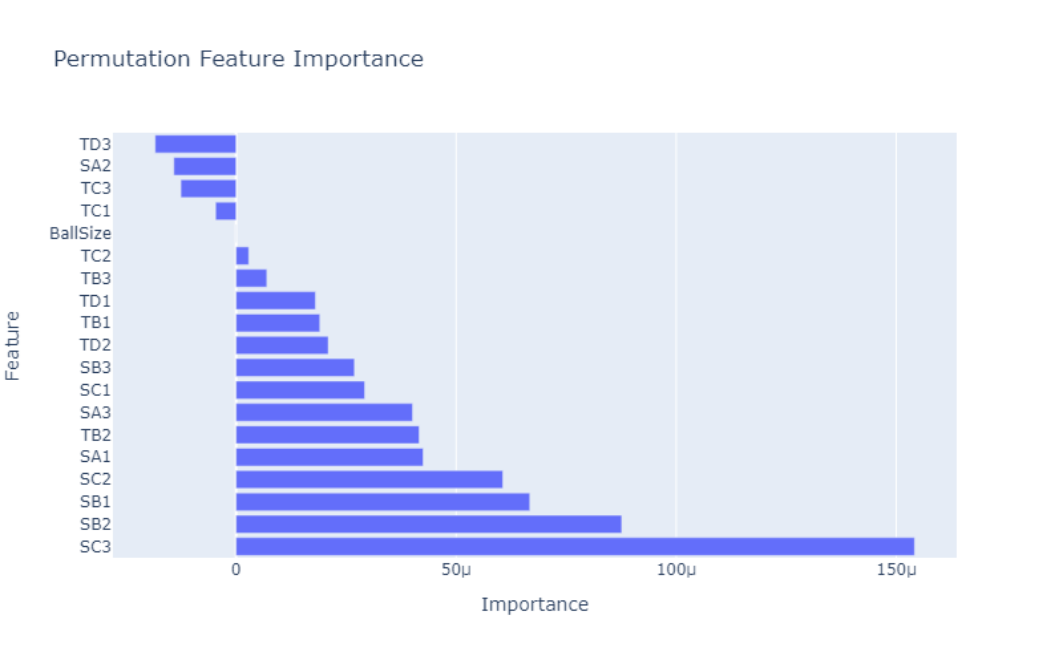 Permutation Feature Importance
TD3
SA2
TC3
TC1
BallSize
TC2
TB3
TD1
TB1
TD2
SB3
SC1
SA3
TB2
SA1
SC2
SB1
SB2
SC3
Feature
0 50μ 100μ 150μ
Importance